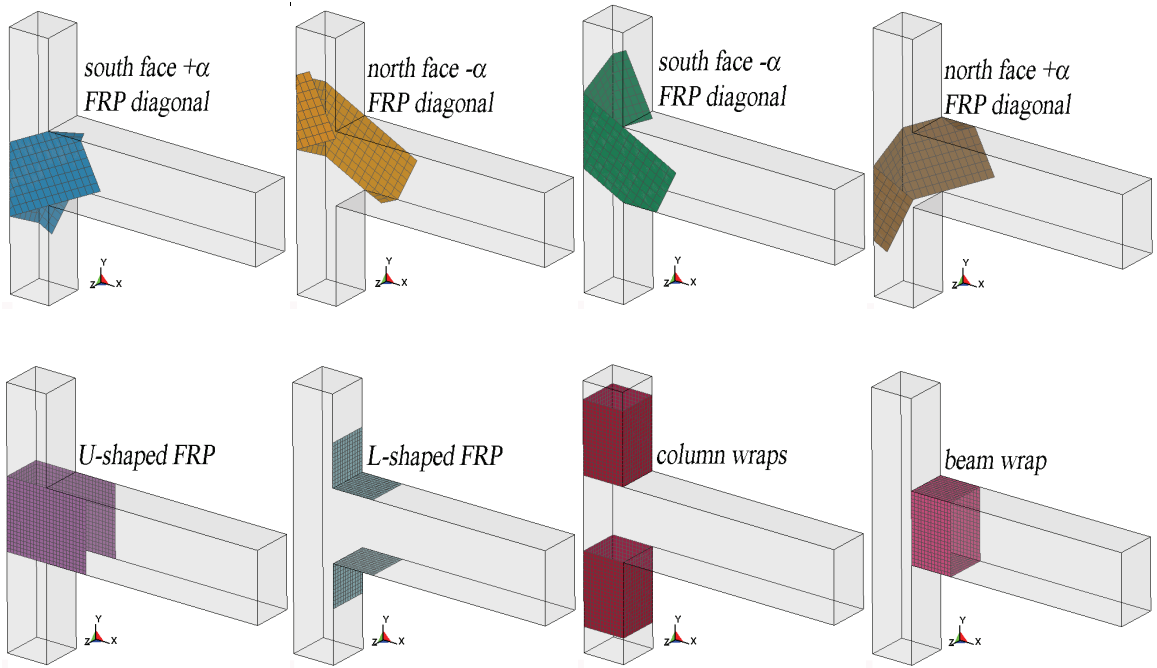 south face +α
FRP diagonal
north face -α
FRP diagonal
south face -α
FRP diagonal
north face +α
FRP diagonal
Y
Z X
Y
Z X
Y
Z X
Y
Z X
U-shaped FRP
L-shaped FRP
column wraps
beam wrap
Y
Z X
Y
Z X
Y
Z X
Y
Z X